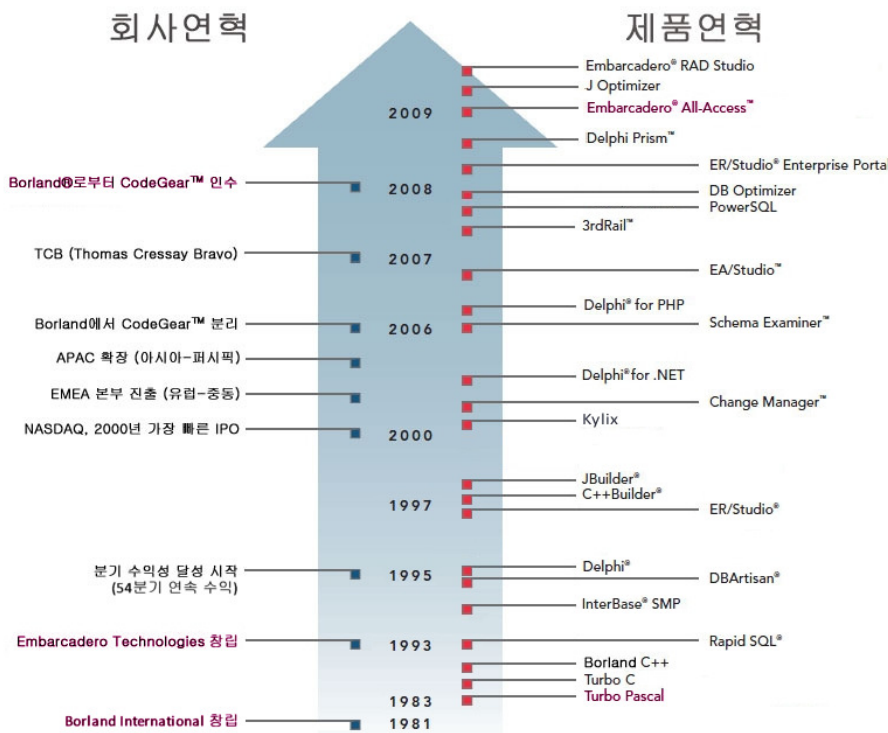 회사연혁
제품연혁
Embarcadero® RAD Studio
J Optimizer
Embarcadero® All-Access™
2009
Delphi Prism™
ER/Studio® Enterprise Portal
Borland®로부터 CodeGear™ 인수
2008
DB Optimizer
PowerSQL
3rdRail™
TCB (Thomas Cressay Bravo)
2007
EA/Studio™
Delphi® for PHP
Borland에서 CodeGear™ 분리
2006
Schema Examiner™
APAC 확장 (아시아-퍼시픽)
Delphi® for .NET
EMEA 본부 진출 (유럽-중동)
Change Manager™
Kylix
NASDAQ, 2000년 가장 빠른 IPO
2000
JBuilder®
C++Builder®
1997
ER/Studio®
Delphi®
분기 수익성 달성 시작
(54분기 연속 수익)
1995
DBArtisan®
InterBase® SMP
Embarcadero Technologies 창립
1993
Rapid SQL®
Borland C++
Turbo C
Turbo Pascal
1983
Borland International 창립
1981